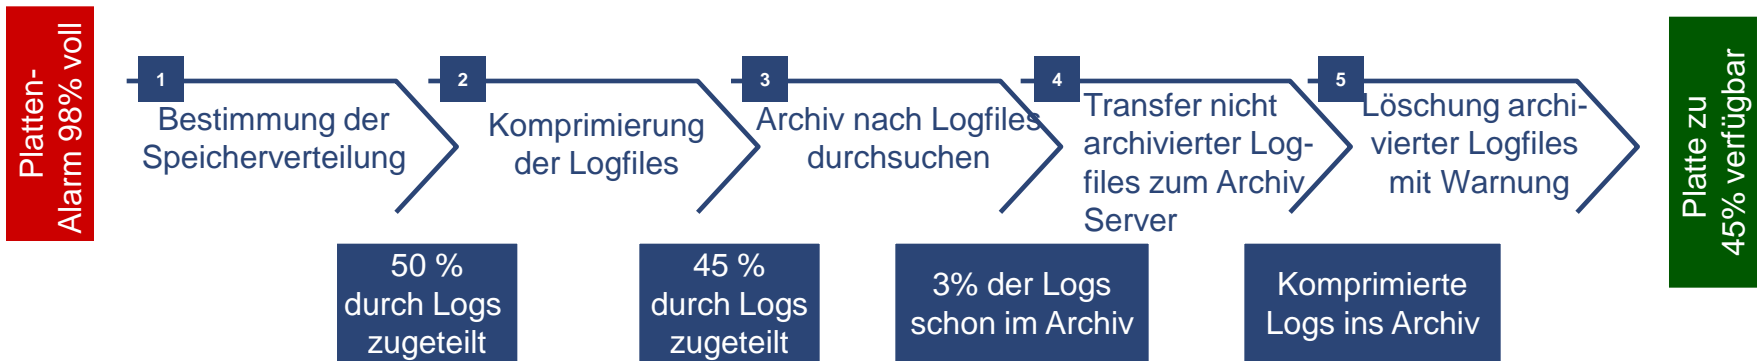 Platten-
Alarm 98% voll
1
Bestimmung der
Speicherverteilung
2
Komprimierung
der Logfiles
3
Archiv nach Logfiles
durchsuchen
4
Transfer nicht
archivierter Log-
files zum Archiv
Server
5
Löschung archi-
vierter Logfiles
mit Warnung
50 %
durch Logs
zugeteilt
45 %
durch Logs
zugeteilt
3% der Logs
schon im Archiv
Komprimierte
Logs ins Archiv
Platte zu
45% verfügbar